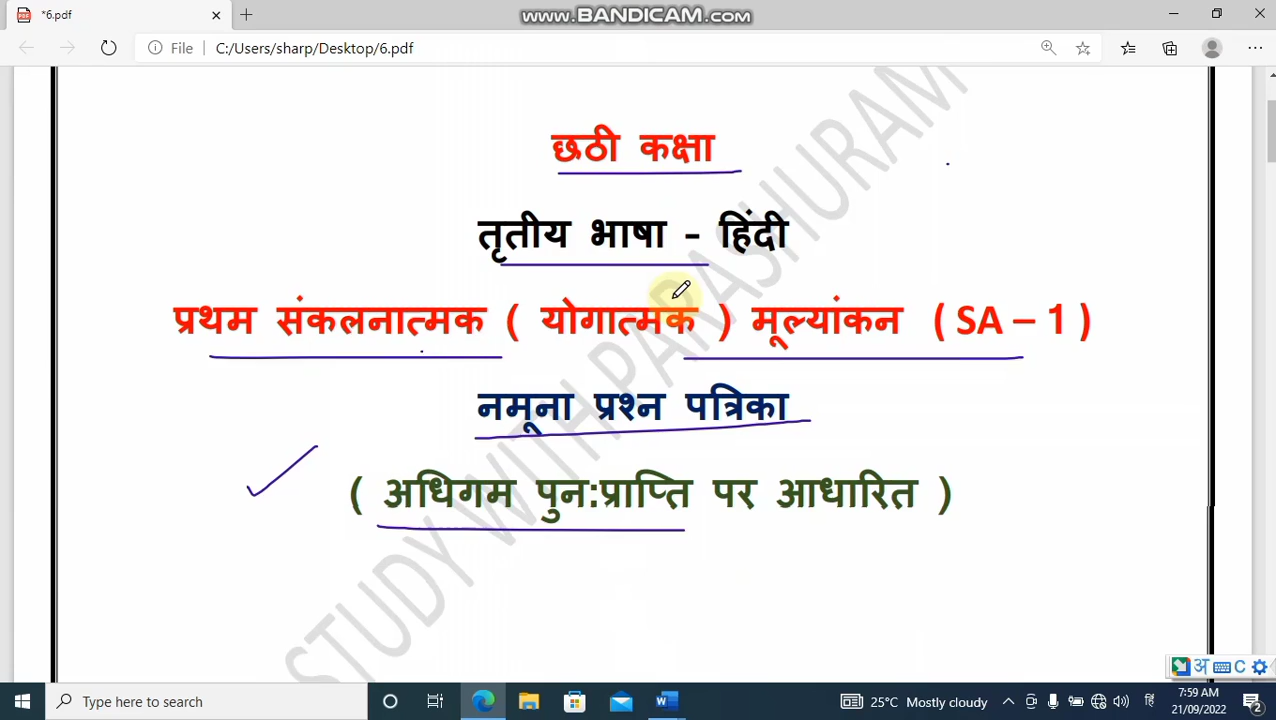 www.BANDICAM.com
*6.pdf
File C:/Users/sharp/Desktop/6.pdf
छठी कक्षा
तृतीय भाषा - हिंदी
प्रथम संकलनात्मक ( योगात्मक ) मूल्यांकन ( SA – 1 )
नमूना प्रश्न पत्रिका
( अधिगम पुन:प्राप्ति पर आधारित )
STUDY WITH PARASHURAM
अ C
Type here to search
25°C Mostly cloudy
हि
7:59 AM
21/09/2022
2